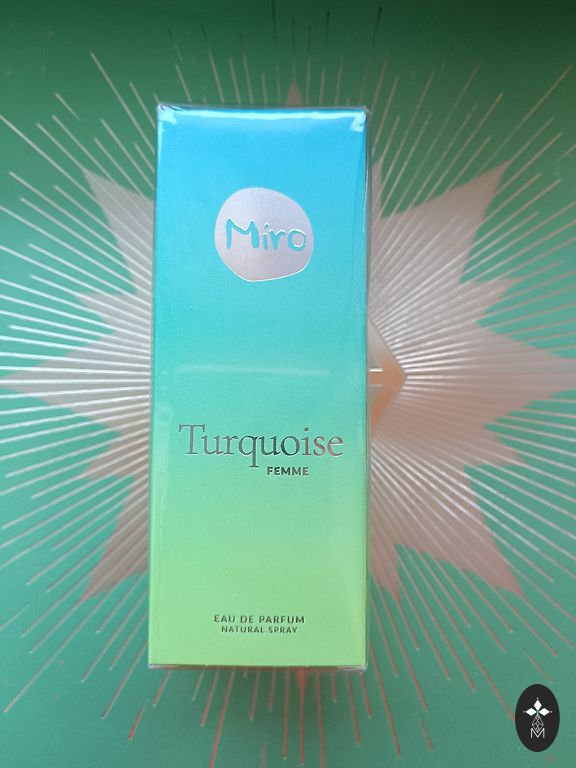 Miro
Turquoise
FEMME
EAU DE PARFUM
NATURAL SPRAY
M